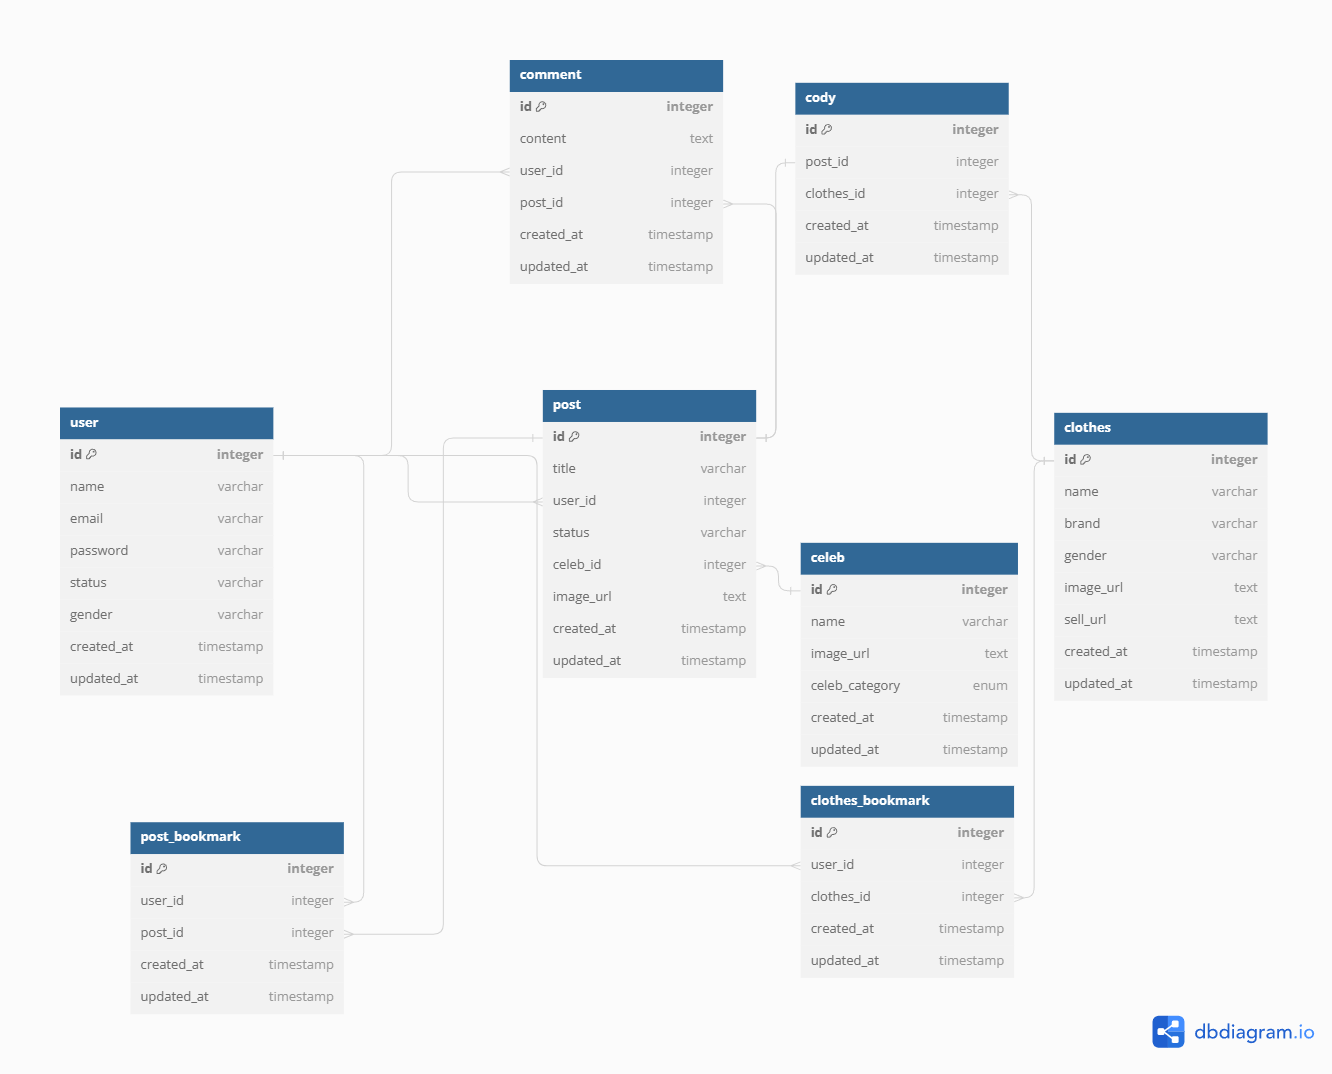 comment
id integer
content text
user_id integer
post_id integer
created_at timestamp
updated_at timestamp
cody
id integer
post_id integer
clothes_id integer
created_at timestamp
updated_at timestamp
user
id integer
name varchar
email varchar
password varchar
status varchar
gender varchar
created_at timestamp
updated_at timestamp
post
id integer
title varchar
user_id integer
status varchar
celeb_id integer
image_url text
created_at timestamp
updated_at timestamp
clothes
id integer
name varchar
brand varchar
gender varchar
image_url text
sell_url text
created_at timestamp
updated_at timestamp
celeb
id integer
name varchar
image_url text
celeb_category enum
created_at timestamp
updated_at timestamp
clothes_bookmark
id integer
user_id integer
clothes_id integer
created_at timestamp
updated_at timestamp
post_bookmark
id integer
user_id integer
post_id integer
created_at timestamp
updated_at timestamp
dbdiagram.io